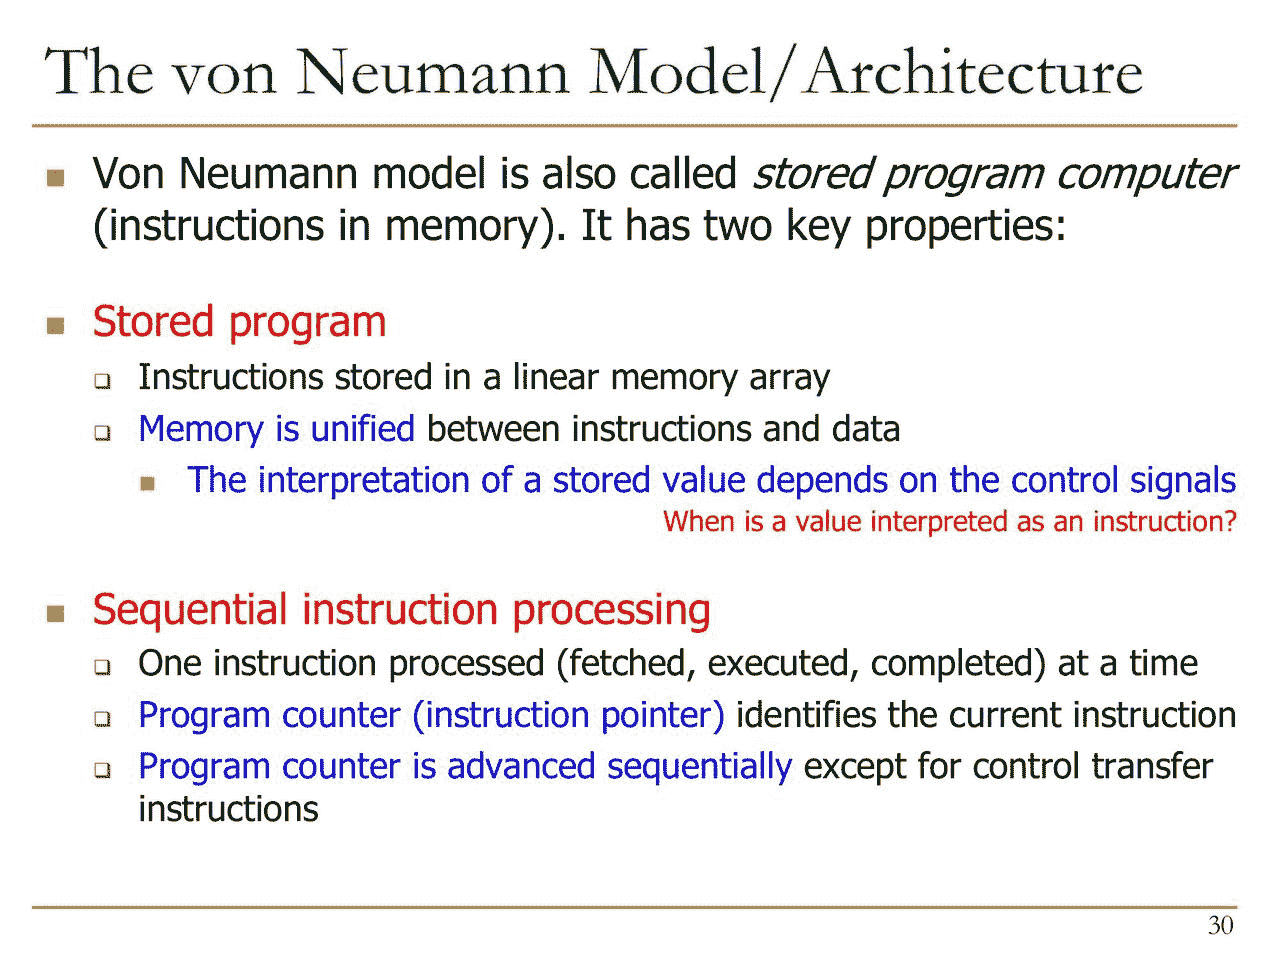 The von Neumann Model/Architecture
Von Neumann model is also called stored program computer
(instructions in memory). It has two key properties:
Stored program
Instructions stored in a linear memory array
Memory is unified between instructions and data
The interpretation of a stored value depends on the control signals
When is a value interpreted as an instruction?
Sequential instruction processing
One instruction processed (fetched, executed, completed) at a time
Program counter (instruction pointer) identifies the current instruction
Program counter is advanced sequentially except for control transfer
instructions
30